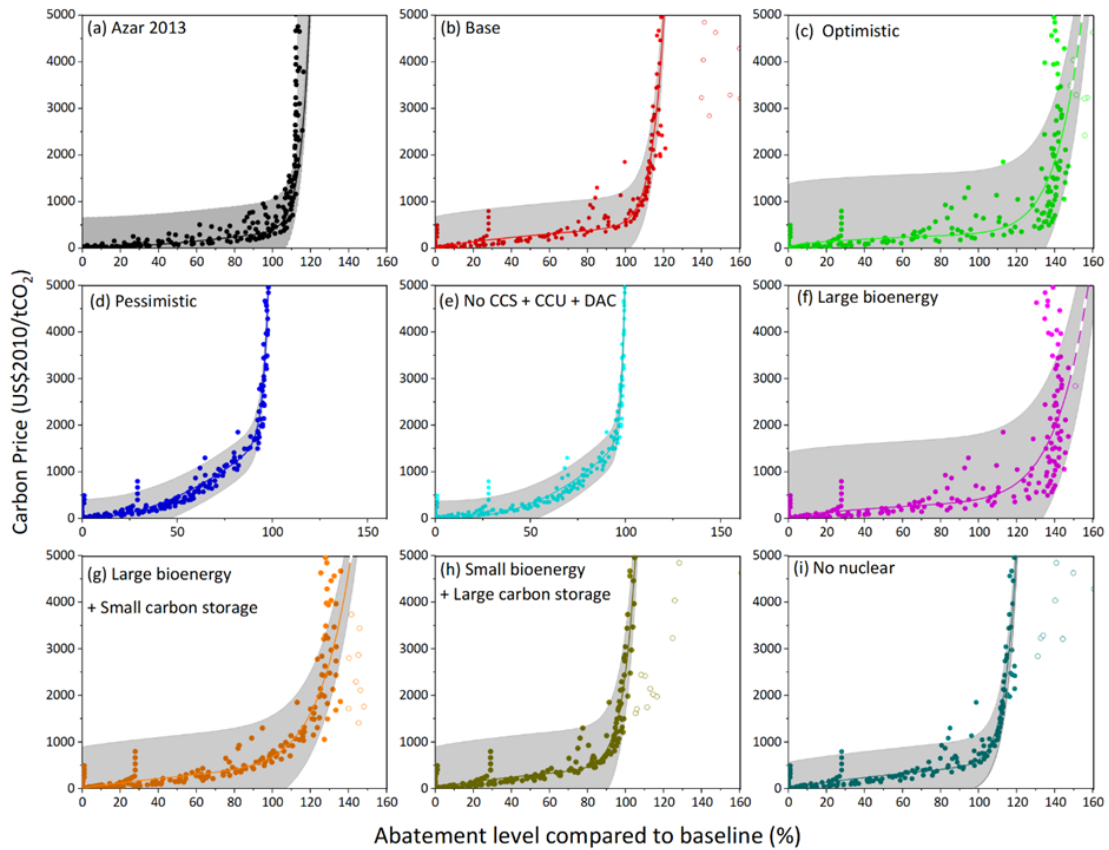 (a) Azar 2013
(b) Base
(c) Optimistic
5000
4000
3000
2000
1000
0
0 20 40 60 80 100 120 140 160
5000
4000
3000
2000
1000
0
0 20 40 60 80 100 120 140 160
5000
4000
3000
2000
1000
0
0 20 40 60 80 100 120 140 160
(d) Pessimistic
(e) No CCS + CCU + DAC
(f) Large bioenergy
5000
4000
3000
2000
1000
0
0 50 100 150
5000
4000
3000
2000
1000
0
0 50 100 150
5000
4000
3000
2000
1000
0
0 20 40 60 80 100 120 140 160
(g) Large bioenergy
+ Small carbon storage
(h) Small bioenergy
+ Large carbon storage
(i) No nuclear
5000
4000
3000
2000
1000
0
0 20 40 60 80 100 120 140 160
5000
4000
3000
2000
1000
0
0 20 40 60 80 100 120 140 160
5000
4000
3000
2000
1000
0
0 20 40 60 80 100 120 140 160
Carbon Price (US$2010/tCO₂)
Abatement level compared to baseline (%)